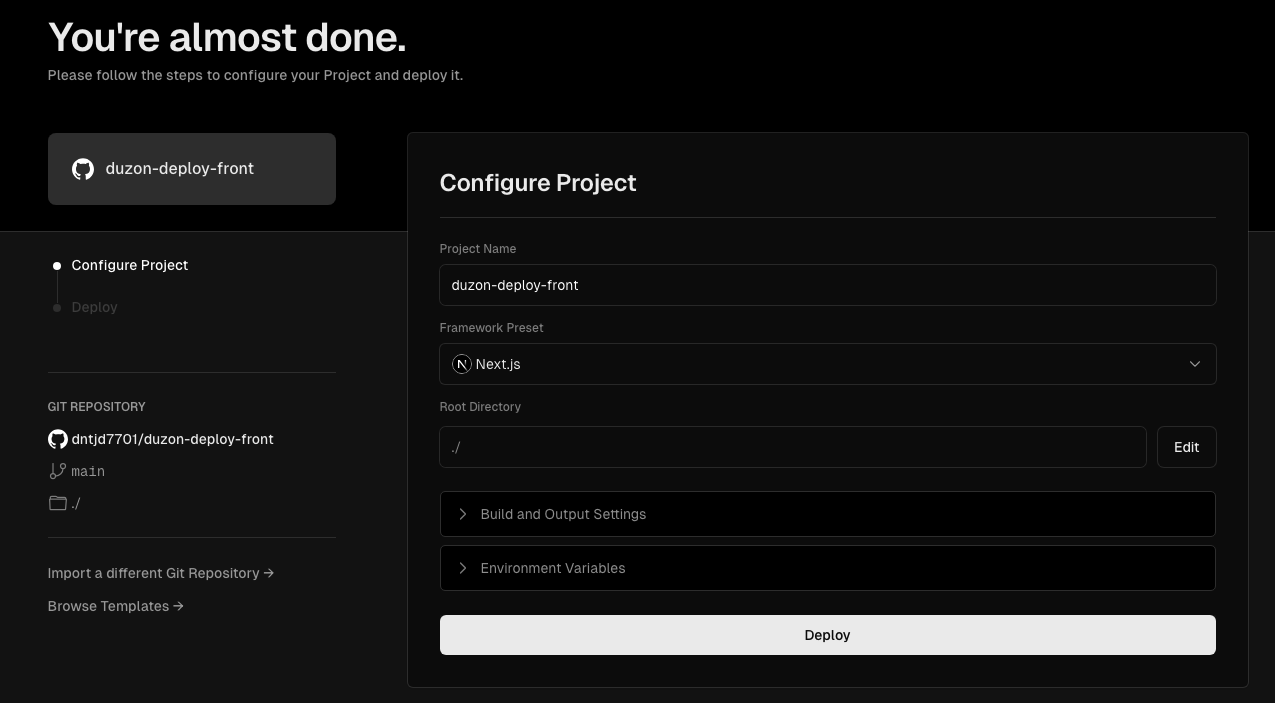 You're almost done.
Please follow the steps to configure your Project and deploy it.
duzon-deploy-front
Configure Project
Deploy
GIT REPOSITORY
dntjd7701/duzon-deploy-front
main
./
Import a different Git Repository →
Browse Templates →
Configure Project
Project Name
duzon-deploy-front
Framework Preset
N Next.js
Root Directory
./
Edit
Build and Output Settings
Environment Variables
Deploy